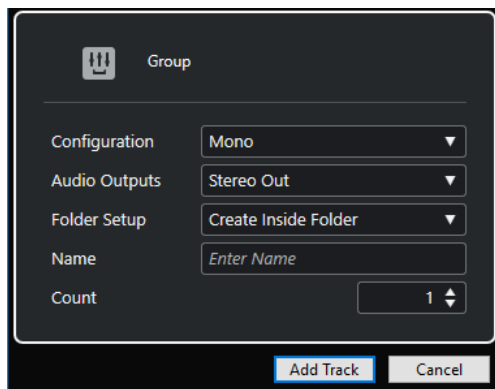 Group
Configuration Mono
Audio Outputs Stereo Out
Folder Setup Create Inside Folder
Name Enter Name
Count 1
Add Track Cancel